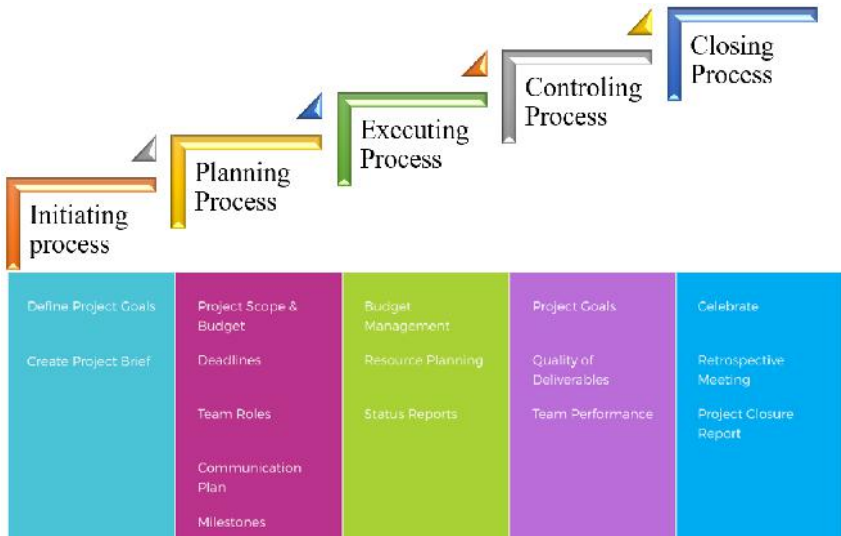 Initiating
process
Planning
Process
Executing
Process
Controling
Process
Closing
Process
Define Project Goals
Create Project Brief
Project Scope &
Budget
Deadlines
Team Roles
Communication
Plan
Milestones
Budget
Management
Resource Planning
Status Reports
Project Goals
Quality of
Deliverables
Team Performance
Celebrate
Retrospective
Meeting
Project Closure
Report